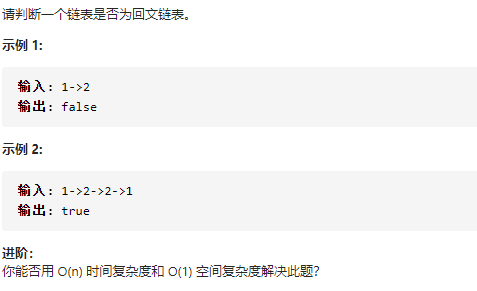 请判断一个链表是否为回文链表。
示例 1:
输入: 1->2
输出: false
示例 2:
输入: 1->2->2->1
输出: true
进阶:
你能否用 O(n) 时间复杂度和 O(1) 空间复杂度解决此题?